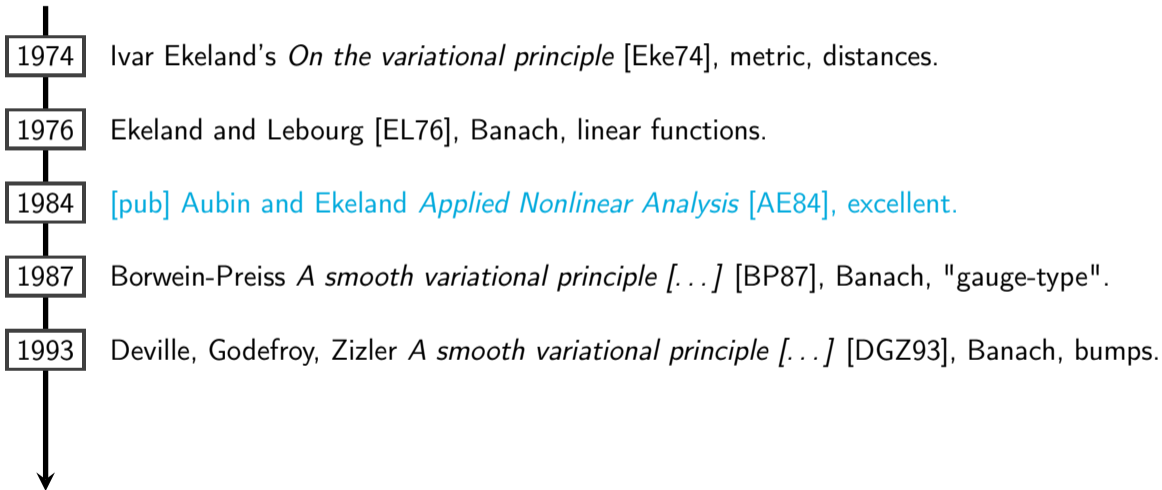 1974 Ivar Ekeland's On the variational principle [Eke74], metric, distances.
1976 Ekeland and Lebourg [EL76], Banach, linear functions.
1984 [pub] Aubin and Ekeland Applied Nonlinear Analysis [AE84], excellent.
1987 Borwein-Preiss A smooth variational principle [...] [BP87], Banach, "gauge-type".
1993 Deville, Godefroy, Zizler A smooth variational principle [...] [DGZ93], Banach, bumps.